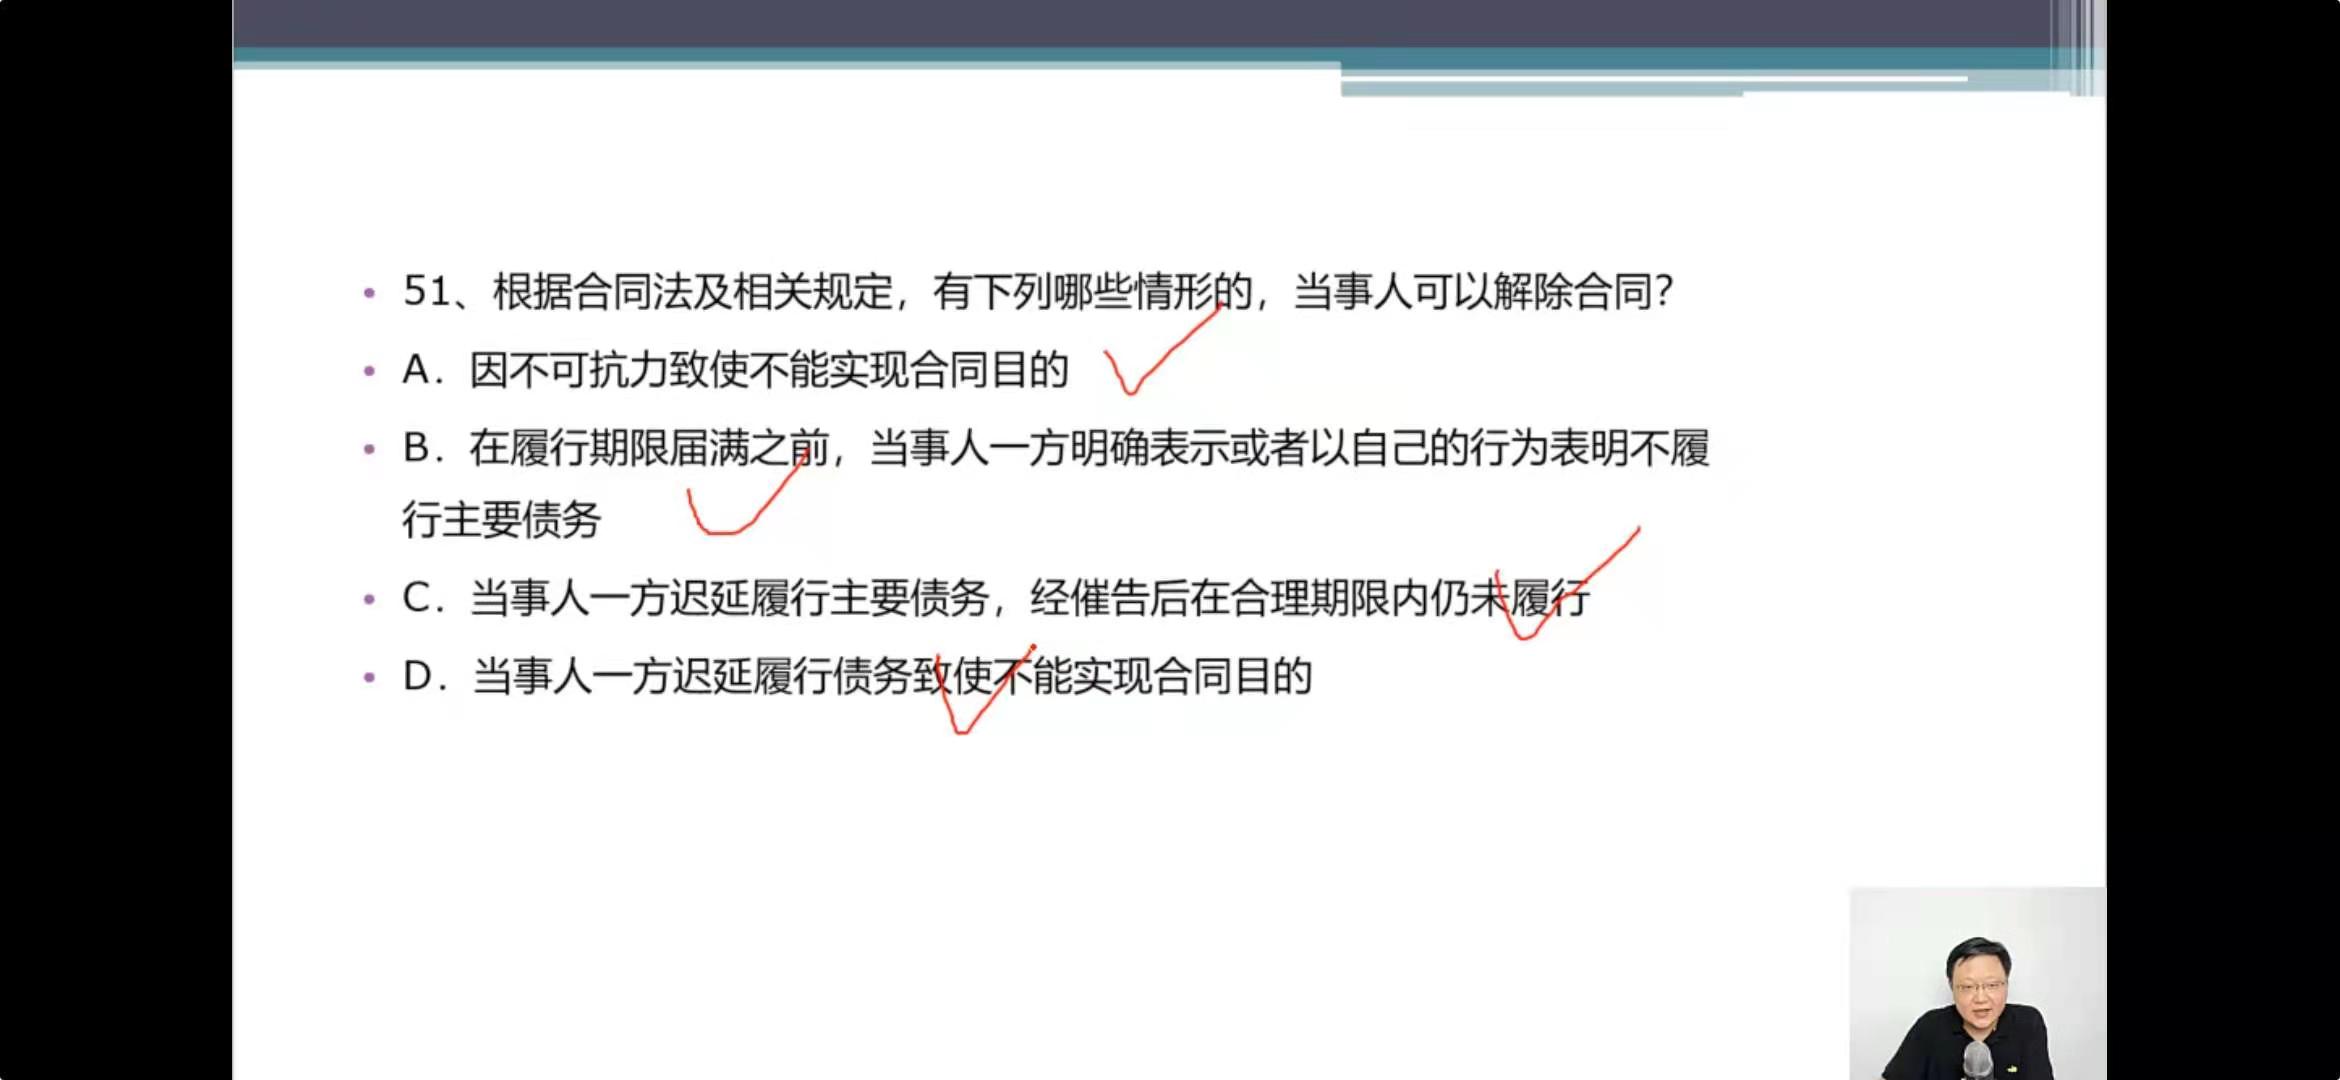 51、根据合同法及相关规定，有下列哪些情形的，当事人可以解除合同？
A．因不可抗力致使不能实现合同目的
B．在履行期限届满之前，当事人一方明确表示或者以自己的行为表明不履
行主要债务
C．当事人一方迟延履行主要债务，经催告后在合理期限内仍未履行
D．当事人一方迟延履行债务致使不能实现合同目的